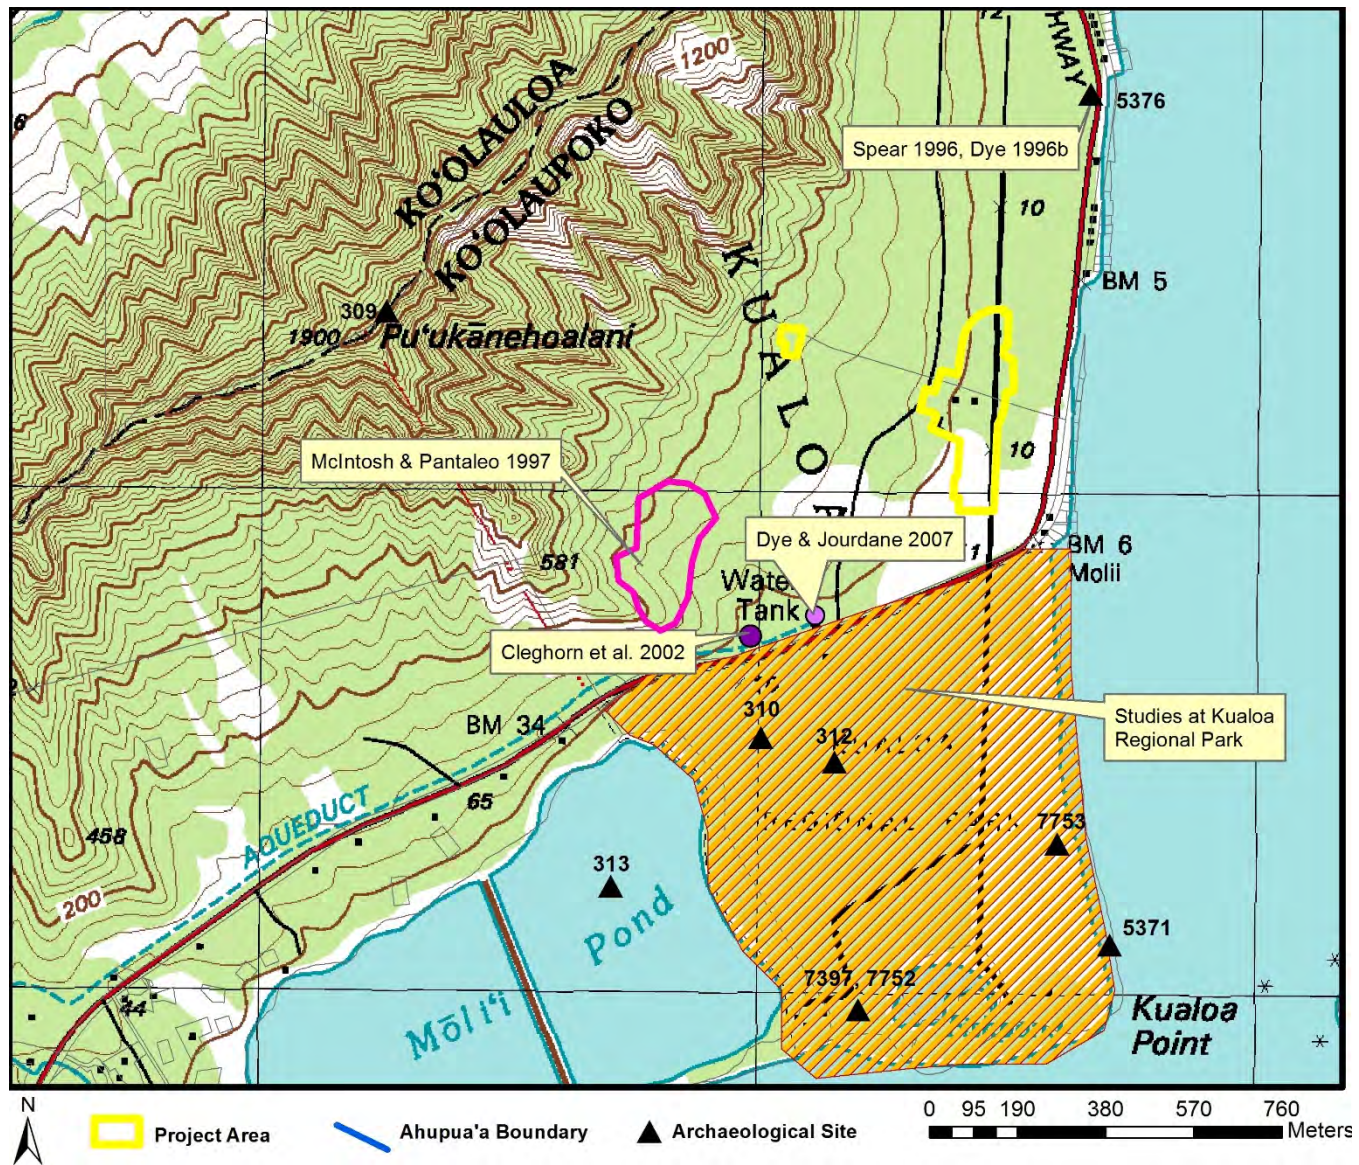 12
HWAY
1200
5376
6
Spear 1996, Dye 1996b
KO'OLAULOA
KO'OLAUPOKO
10
KUALOA
BM 5
309
1900
Pu'ukānehoalani
McIntosh & Pantaleo 1997
10
Dye & Jourdane 2007
581
1
BM 6
Molii
Water
Tank
Cleghorn et al. 2002
310
BM 34
312
Studies at Kualoa
Regional Park
65
AQUEDUCT
458
7753
313
200
5371
Pond
7397, 7752
44
Mōli'i
Kualoa
Point
N
Project Area
Ahupua'a Boundary
Archaeological Site
0 95 190 380 570 760
Meters